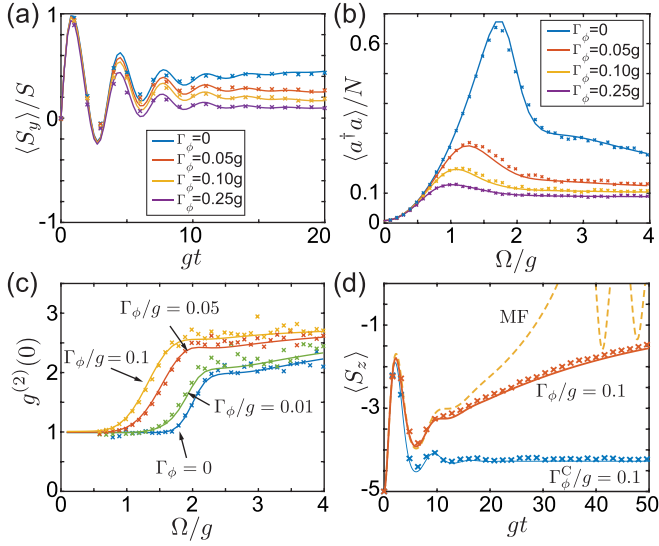 (a)
1
0
-1
0
5
10
15
20
⟨S_y⟩/S
gt
Γ_ϕ=0
Γ_ϕ=0.05g
Γ_ϕ=0.10g
Γ_ϕ=0.25g
(b)
0.6
0.1
0
1
2
3
4
⟨a†a⟩/N
Ω/g
Γ_ϕ=0
Γ_ϕ=0.05g
Γ_ϕ=0.10g
Γ_ϕ=0.25g
(c)
3
2
1
0
0
1
2
3
4
g^(2)(0)
Ω/g
Γ_ϕ/g = 0.05
Γ_ϕ/g = 0.1
Γ_ϕ/g = 0.01
Γ_ϕ = 0
(d)
-1
-3
-5
0
10
20
30
40
50
⟨S_z⟩
gt
MF
Γ_ϕ/g = 0.1
Γ_ϕ^C/g = 0.1